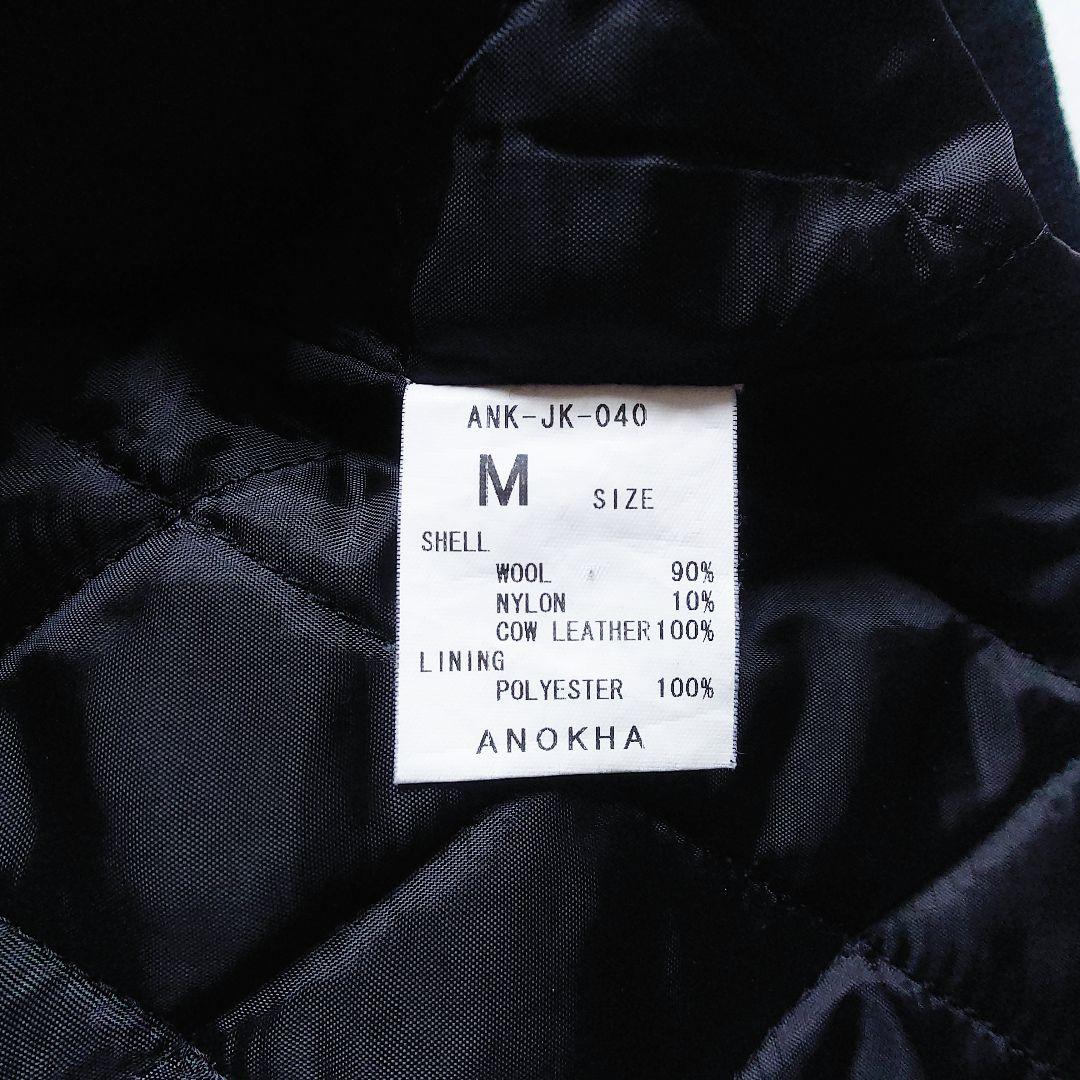 ANK-JK-040
M SIZE
SHELL
WOOL 90%
NYLON 10%
COW LEATHER 100%
LINING
POLYESTER 100%
ANOKHA